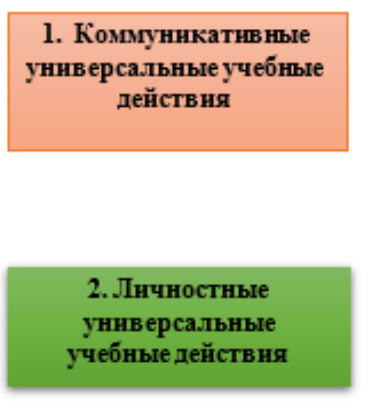 1. Коммуникативные
универсальные учебные
действия
2. Личностные
универсальные
учебные действия